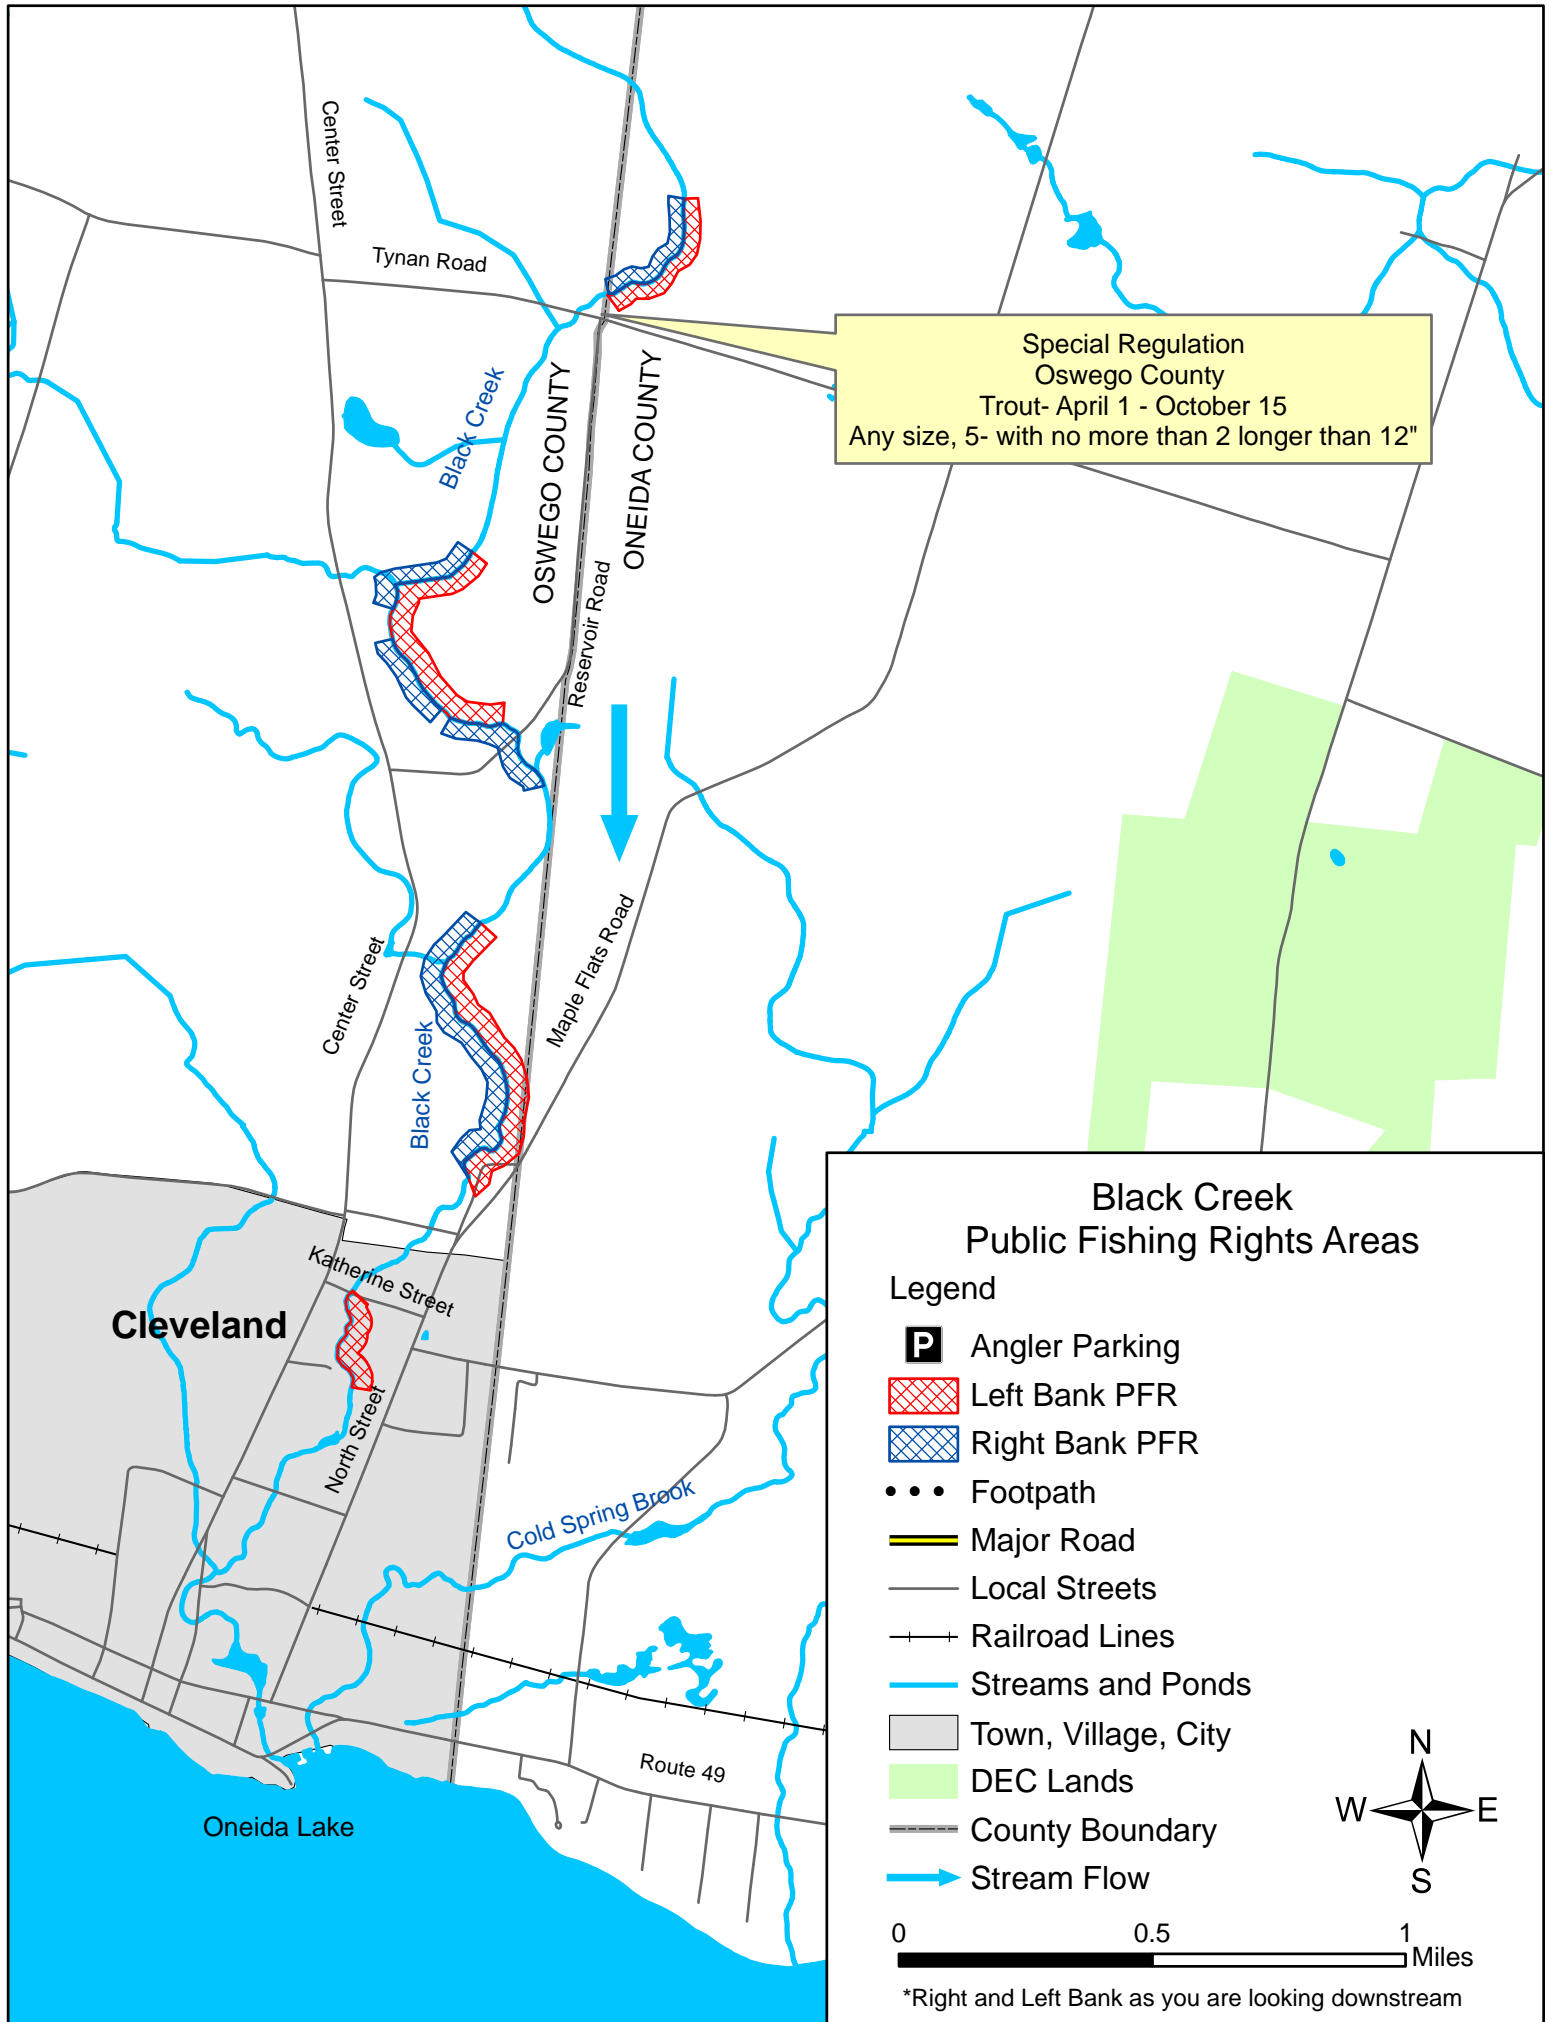 Center Street
Tynan Road
Special Regulation
Oswego County
Trout- April 1 - October 15
Any size, 5- with no more than 2 longer than 12"
Black Creek
OSWEGO COUNTY
ONEIDA COUNTY
Reservoir Road
Maple Flats Road
Center Street
Black Creek
Katherine Street
Cleveland
North Street
Cold Spring Brook
Route 49
Oneida Lake
Black Creek
Public Fishing Rights Areas
Legend
P Angler Parking
Left Bank PFR
Right Bank PFR
Footpath
Major Road
Local Streets
Railroad Lines
Streams and Ponds
Town, Village, City
DEC Lands
County Boundary
Stream Flow
N
W E
S
0 0.5 1
Miles
*Right and Left Bank as you are looking downstream